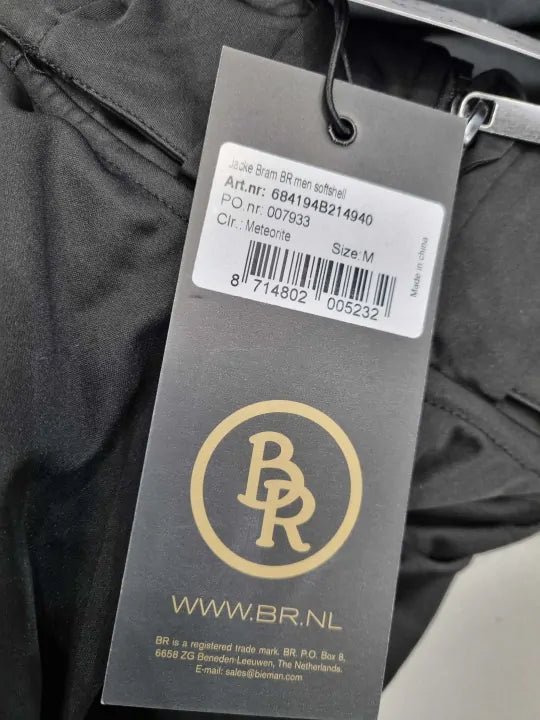 Jacke Bram BR men softshell
Art.nr: 684194B214940
PO.nr: 007933
Clr.: Meteorite
Size: M
Made in china
8 714802 005232
BR
WWW.BR.NL
BR is a registered trade mark. BR. P.O. Box 8,
6658 ZG Beneden-Leeuwen, The Netherlands.
E-mail: sales@bieman.com